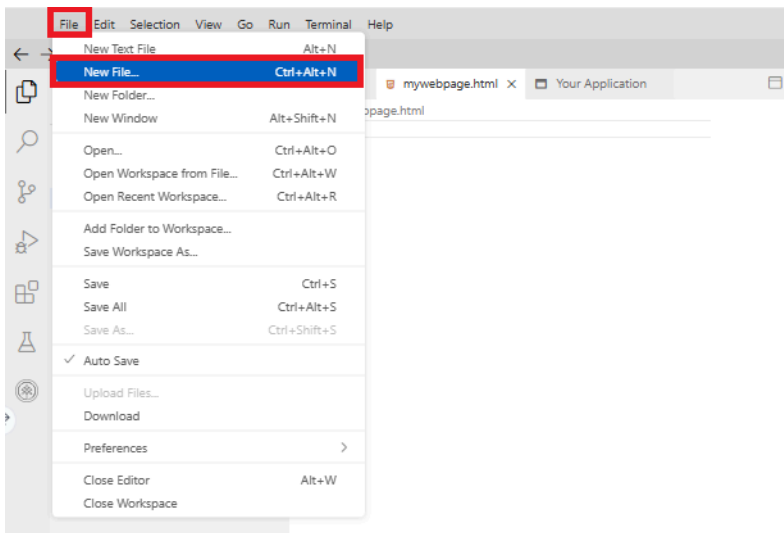 File Edit Selection View Go Run Terminal Help
New Text File Alt+N
New File... Ctrl+Alt+N
mywebpage.html Your Application
New Folder...
page.html
New Window Alt+Shift+N
Open... Ctrl+Alt+O
Open Workspace from File... Ctrl+Alt+W
Open Recent Workspace... Ctrl+Alt+R
Add Folder to Workspace...
Save Workspace As...
Save Ctrl+S
Save All Ctrl+Alt+S
Save As... Ctrl+Shift+S
Auto Save
Upload Files...
Download
Preferences
Close Editor Alt+W
Close Workspace